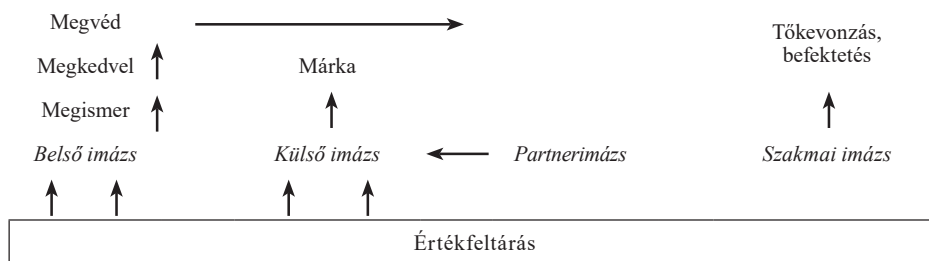 Megvéd
Tőkevonzás,
befektetés
Megkedvel
Márka
Megismer
Belső imázs
Külső imázs
Partnerimázs
Szakmai imázs
Értékfeltárás